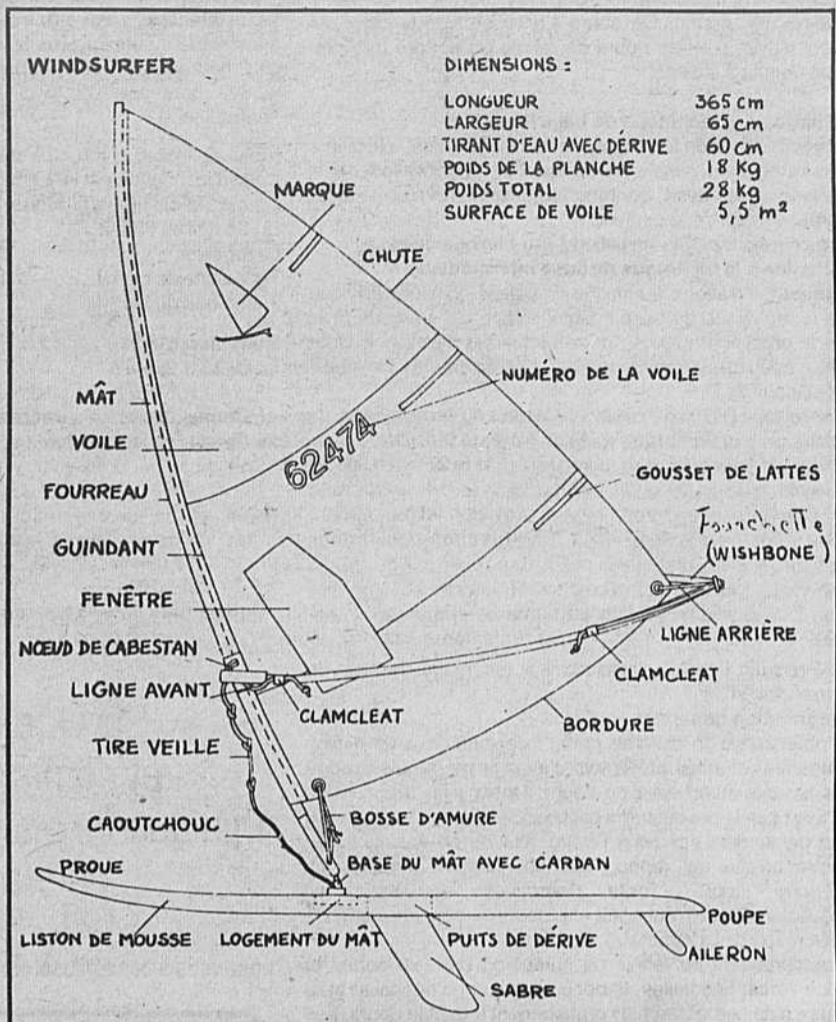 WINDSURFER
DIMENSIONS :
LONGUEUR 365 cm
LARGEUR 65 cm
TIRANT D'EAU AVEC DÉRIVE 60 cm
POIDS DE LA PLANCHE 18 kg
POIDS TOTAL 28 kg
SURFACE DE VOILE 5,5 m²
MARQUE
CHUTE
NUMÉRO DE LA VOILE
MÂT
VOILE
62474
FOURREAU
GOUSSET DE LATTES
Fourchette
(WISHBONE)
GUINDANT
FENÊTRE
NŒUD DE CABESTAN
LIGNE ARRIÈRE
LIGNE AVANT
CLAMCLEAT
CLAMCLEAT
BORDURE
TIRE VEILLE
BOSSE D'AMURE
CAOUTCHOUC
BASE DU MÂT AVEC CARDAN
PROUE
POUPE
LISTON DE MOUSSE
LOGEMENT DU MÂT
PUITS DE DÉRIVE
AILERON
SABRE